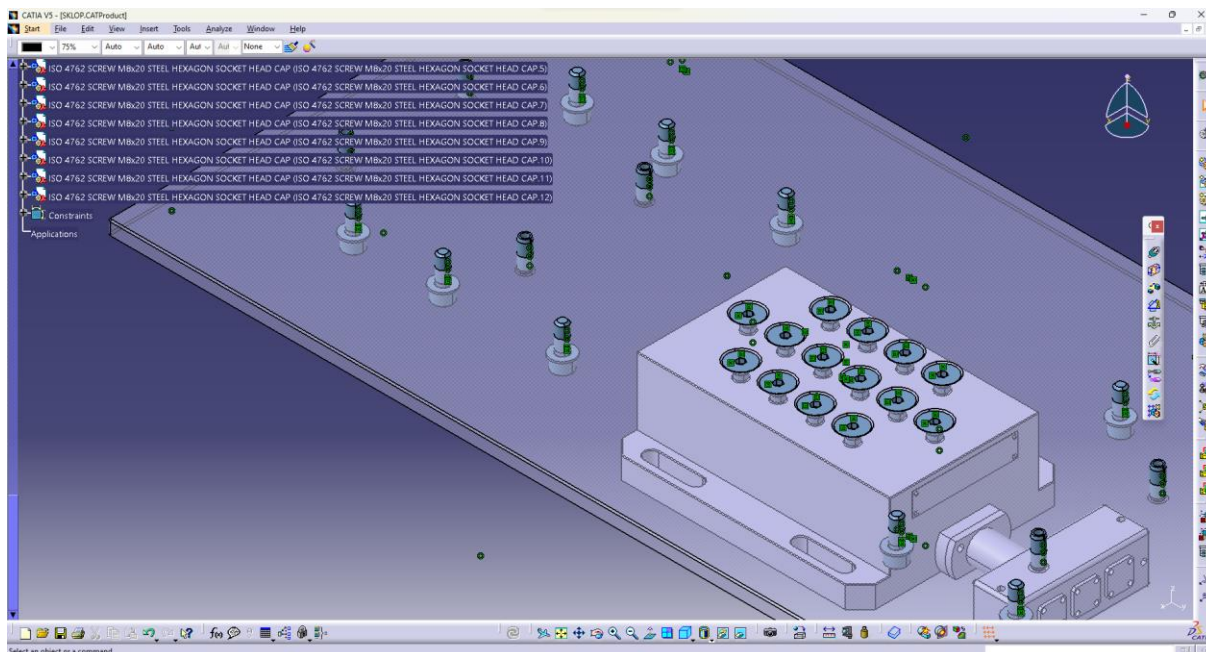 CATIA V5 - [SKLOP.CATProduct]
Start File Edit View Insert Tools Analyze Window Help
75% Auto Auto Aut Aut None
ISO 4762 SCREW M8x20 STEEL HEXAGON SOCKET HEAD CAP (ISO 4762 SCREW M8x20 STEEL HEXAGON SOCKET HEAD CAP.5)
ISO 4762 SCREW M8x20 STEEL HEXAGON SOCKET HEAD CAP (ISO 4762 SCREW M8x20 STEEL HEXAGON SOCKET HEAD CAP.6)
ISO 4762 SCREW M8x20 STEEL HEXAGON SOCKET HEAD CAP (ISO 4762 SCREW M8x20 STEEL HEXAGON SOCKET HEAD CAP.7)
ISO 4762 SCREW M8x20 STEEL HEXAGON SOCKET HEAD CAP (ISO 4762 SCREW M8x20 STEEL HEXAGON SOCKET HEAD CAP.8)
ISO 4762 SCREW M8x20 STEEL HEXAGON SOCKET HEAD CAP (ISO 4762 SCREW M8x20 STEEL HEXAGON SOCKET HEAD CAP.9)
ISO 4762 SCREW M8x20 STEEL HEXAGON SOCKET HEAD CAP (ISO 4762 SCREW M8x20 STEEL HEXAGON SOCKET HEAD CAP.10)
ISO 4762 SCREW M8x20 STEEL HEXAGON SOCKET HEAD CAP (ISO 4762 SCREW M8x20 STEEL HEXAGON SOCKET HEAD CAP.11)
ISO 4762 SCREW M8x20 STEEL HEXAGON SOCKET HEAD CAP (ISO 4762 SCREW M8x20 STEEL HEXAGON SOCKET HEAD CAP.12)
Constraints
Applications
Select an object or a command